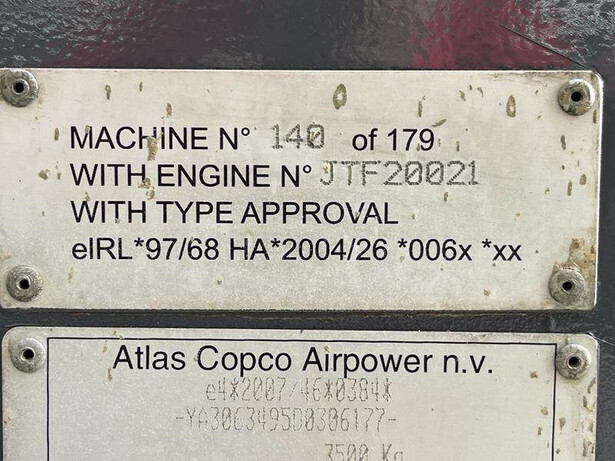 MACHINE N° 140 of 179
WITH ENGINE N° JTF20021
WITH TYPE APPROVAL
eIRL*97/68 HA*2004/26 *006x *xx
Atlas Copco Airpower n.v.
e4*2007/46*0384*
-YA3063495D0306177-
3500 Kg